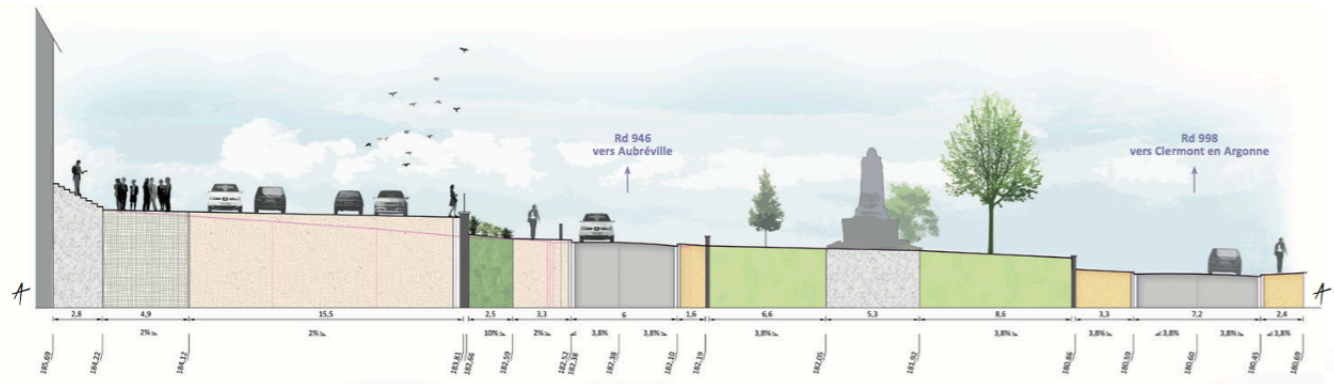 Rd 946
vers Aubréville
Rd 998
vers Clermont en Argonne
A A
2,8 4,9 15,5 2,5 3,3 6 1,6 6,6 5,3 8,6 3,3 7,2 2,4
2% 2% 10% 2% 3,8% 3,8% 3,8% 3,8% 3,8% 3,8% 3,8% 3,8%
185,69 184,22 184,12 183,81 182,66 182,59 182,52 182,38 182,38 182,10 182,19 182,05 181,92 180,86 180,59 180,60 180,45 180,69